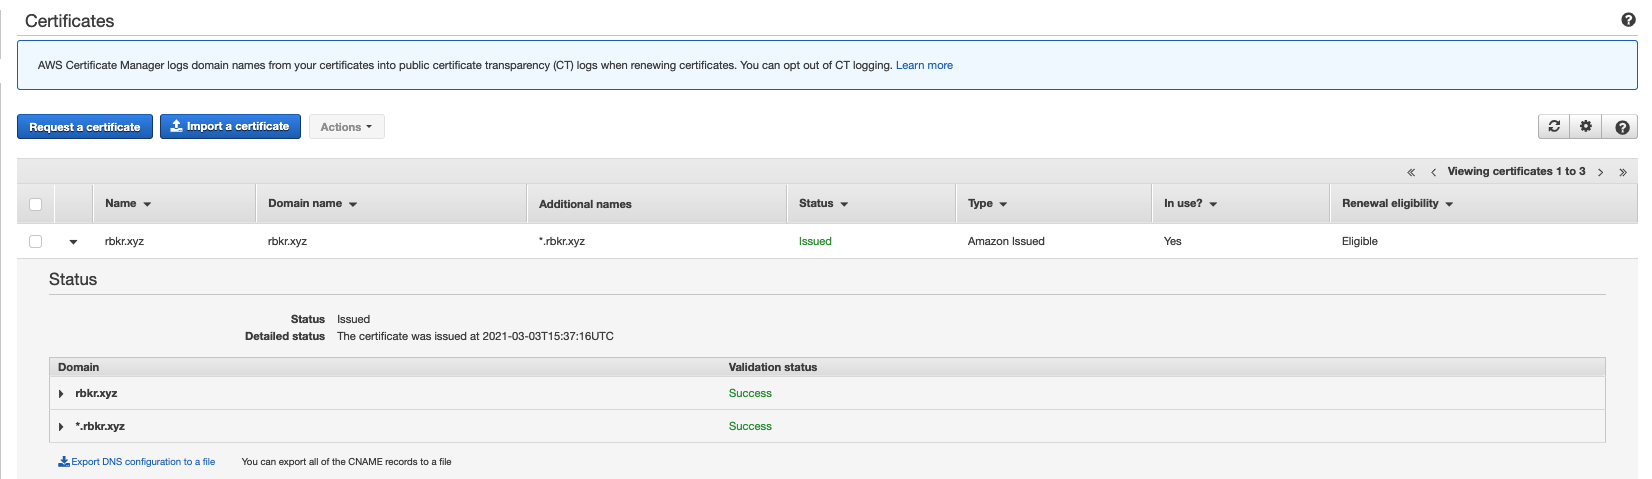 Certificates
AWS Certificate Manager logs domain names from your certificates into public certificate transparency (CT) logs when renewing certificates. You can opt out of CT logging. Learn more
Request a certificate Import a certificate Actions
Viewing certificates 1 to 3
Name Domain name Additional names Status Type In use? Renewal eligibility
rbkr.xyz rbkr.xyz *.rbkr.xyz Issued Amazon Issued Yes Eligible
Status
Status Issued
Detailed status The certificate was issued at 2021-03-03T15:37:16UTC
Domain Validation status
rbkr.xyz Success
*.rbkr.xyz Success
Export DNS configuration to a file You can export all of the CNAME records to a file